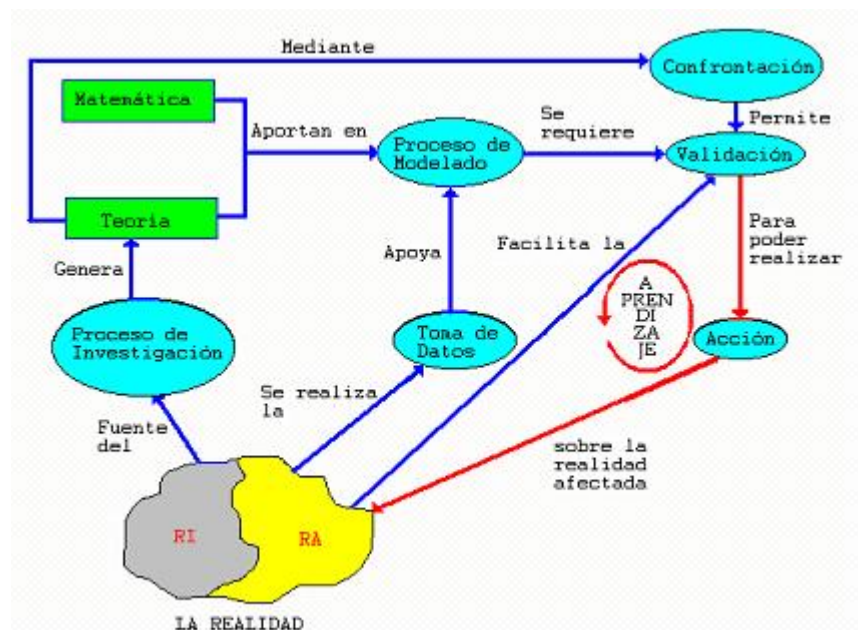 Mediante
Confrontación
Matemática
Aportan en
Se
requiere
Permite
Proceso de
Modelado
Validación
Teoría
Genera
Apoya
Facilita la
Para
poder
realizar
A
PREN
DI
ZA
JE
Proceso de
Investigación
Toma de
Datos
Acción
Se realiza
la
Fuente
del
sobre la
realidad
afectada
RI
RA
LA REALIDAD